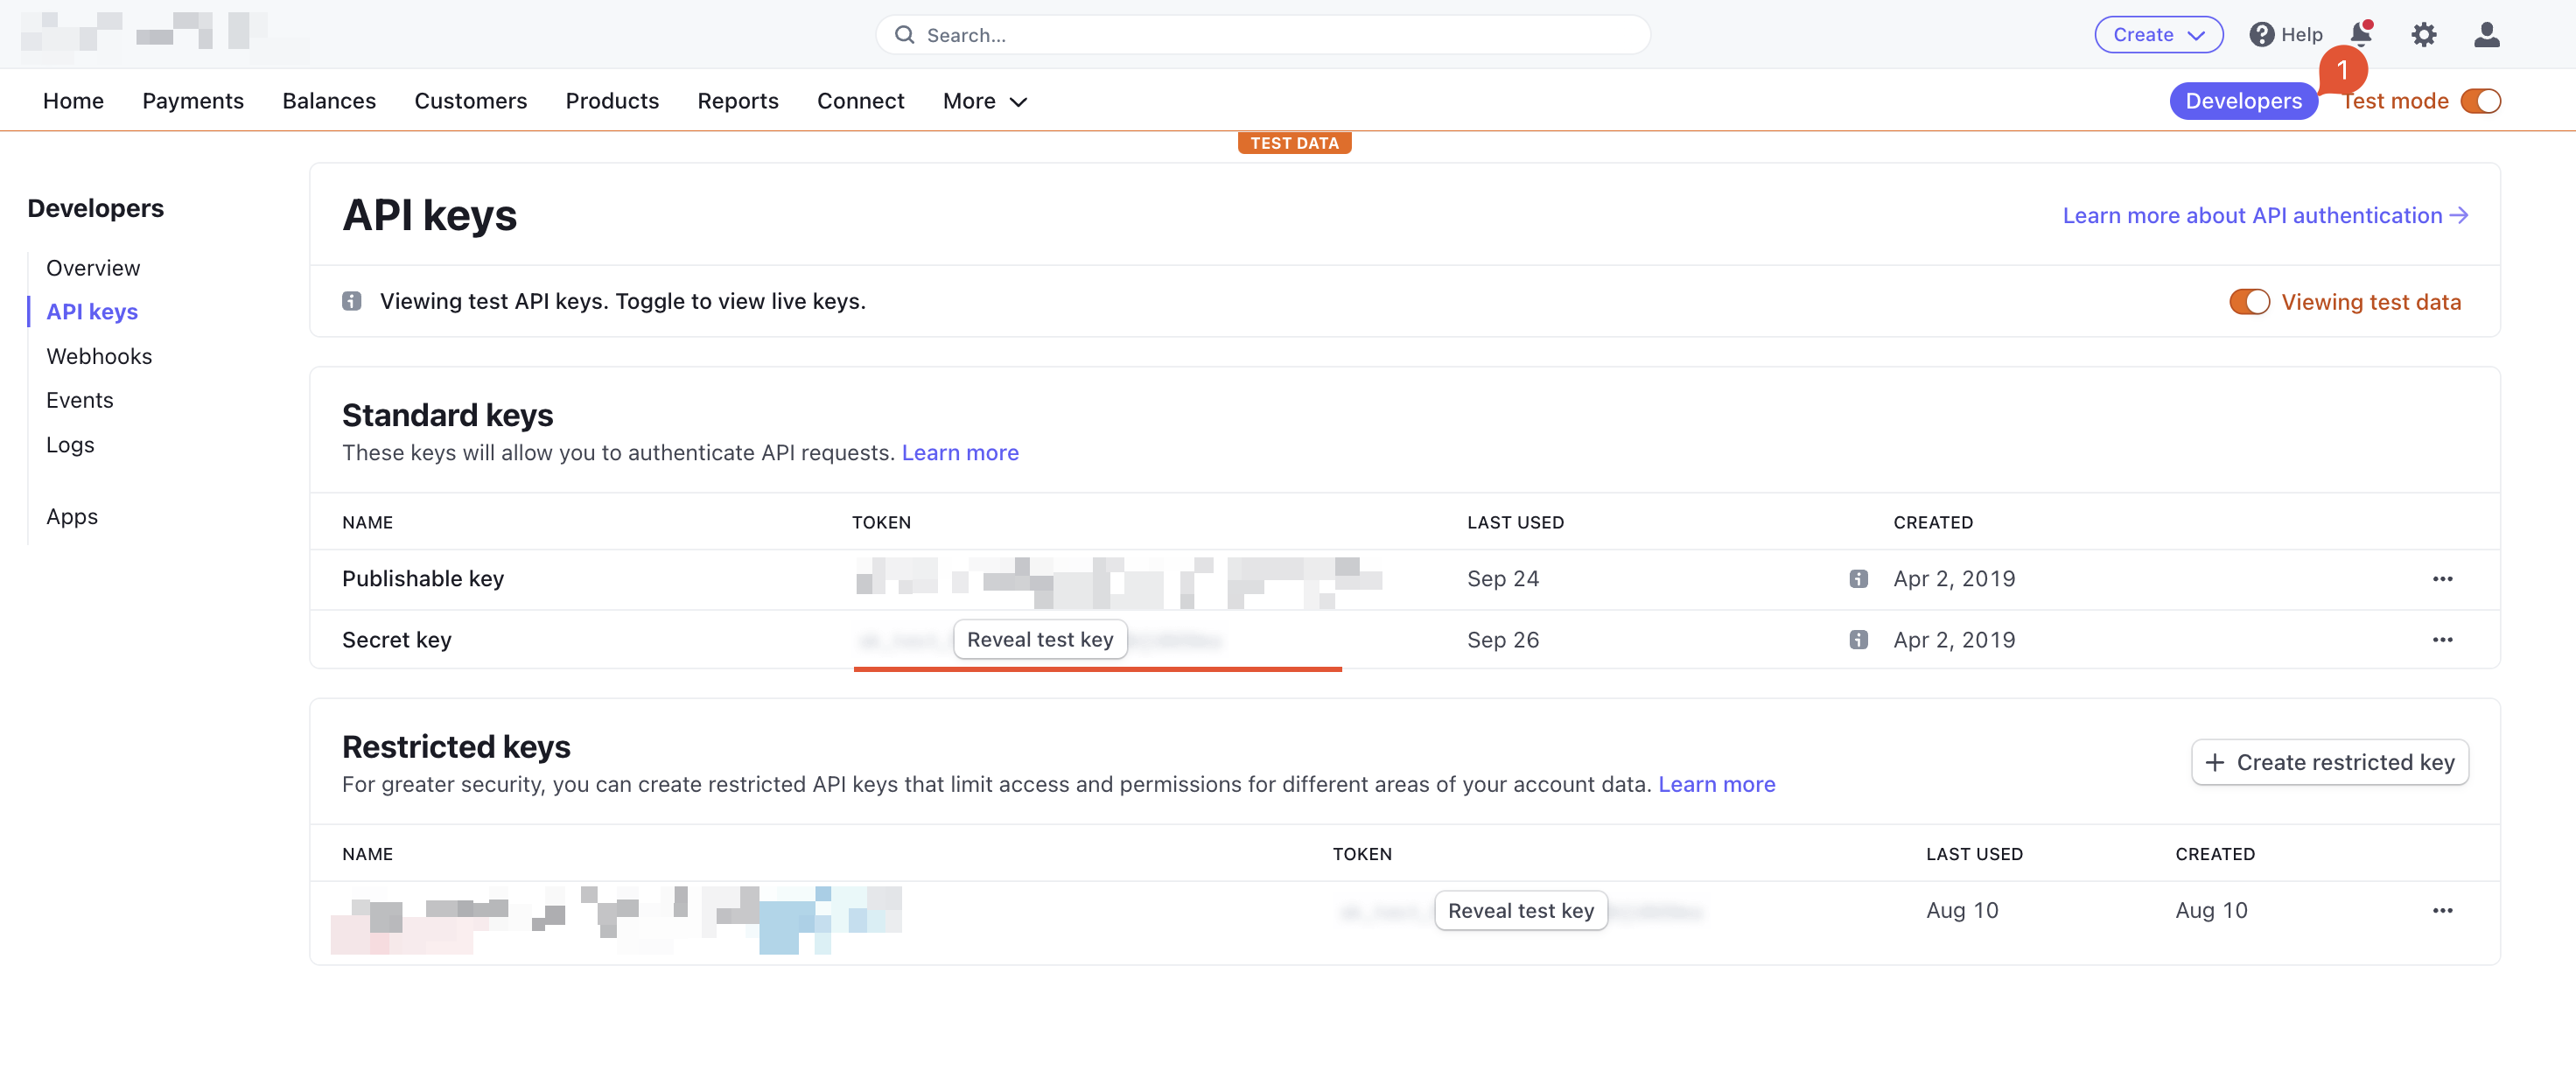 Search...
Create
Help
1
Home Payments Balances Customers Products Reports Connect More
Developers
Test mode
TEST DATA
Developers
Overview
API keys
Webhooks
Events
Logs
Apps
API keys
Learn more about API authentication →
Viewing test API keys. Toggle to view live keys.
Viewing test data
Standard keys
These keys will allow you to authenticate API requests. Learn more
NAME TOKEN LAST USED CREATED
Publishable key Sep 24 Apr 2, 2019
Secret key Reveal test key Sep 26 Apr 2, 2019
Restricted keys
For greater security, you can create restricted API keys that limit access and permissions for different areas of your account data. Learn more
+ Create restricted key
NAME TOKEN LAST USED CREATED
Reveal test key Aug 10 Aug 10